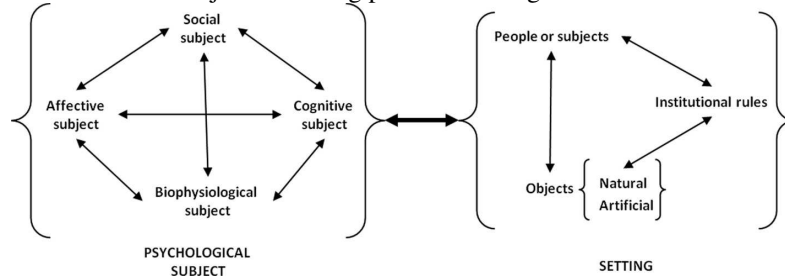 Social
subject
Affective
subject
Cognitive
subject
Biophysiological
subject
PSYCHOLOGICAL
SUBJECT
People or subjects
Institutional rules
Objects
Natural
Artificial
SETTING